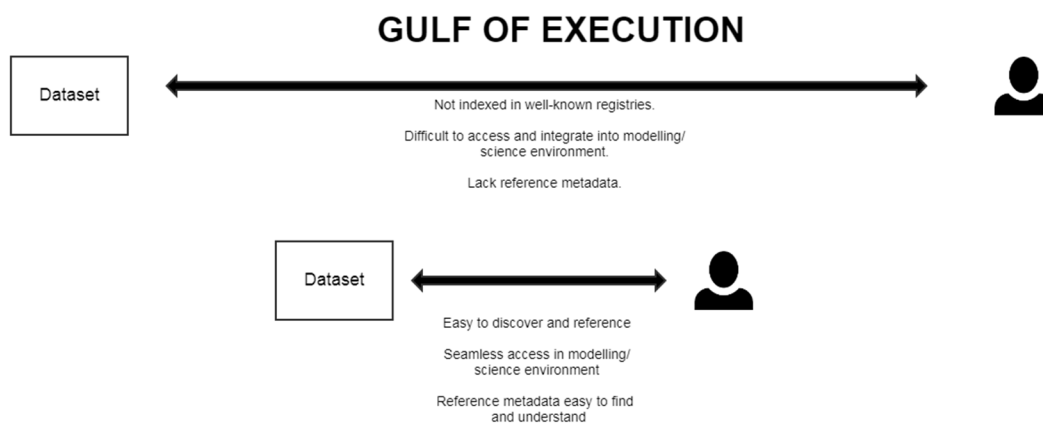 GULF OF EXECUTION
Dataset
Not indexed in well-known registries.
Difficult to access and integrate into modelling/
science environment.
Lack reference metadata.
Dataset
Easy to discover and reference
Seamless access in modelling/
science environment
Reference metadata easy to find
and understand